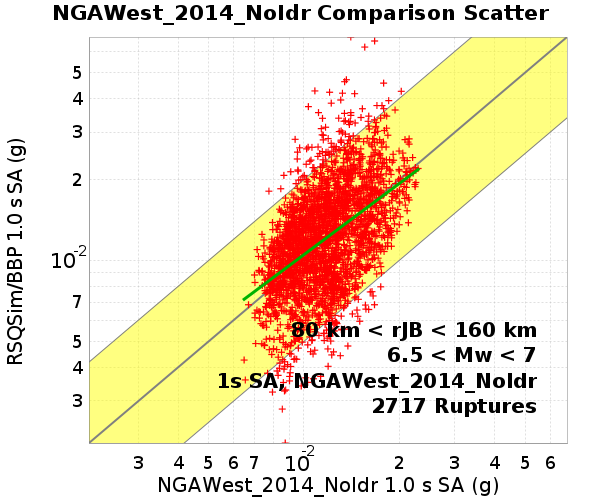 NGAWest_2014_NoIdr Comparison Scatter
RSQSim/BBP 1.0 s SA (g)
5
4
3
2
10-2
7
5
4
3
80 km < rJB < 160 km
6.5 < Mw < 7
1s SA, NGAWest_2014_NoIdr
2717 Ruptures
3 4 5 6 7 10-2 2 3 4 5 6
NGAWest_2014_NoIdr 1.0 s SA (g)